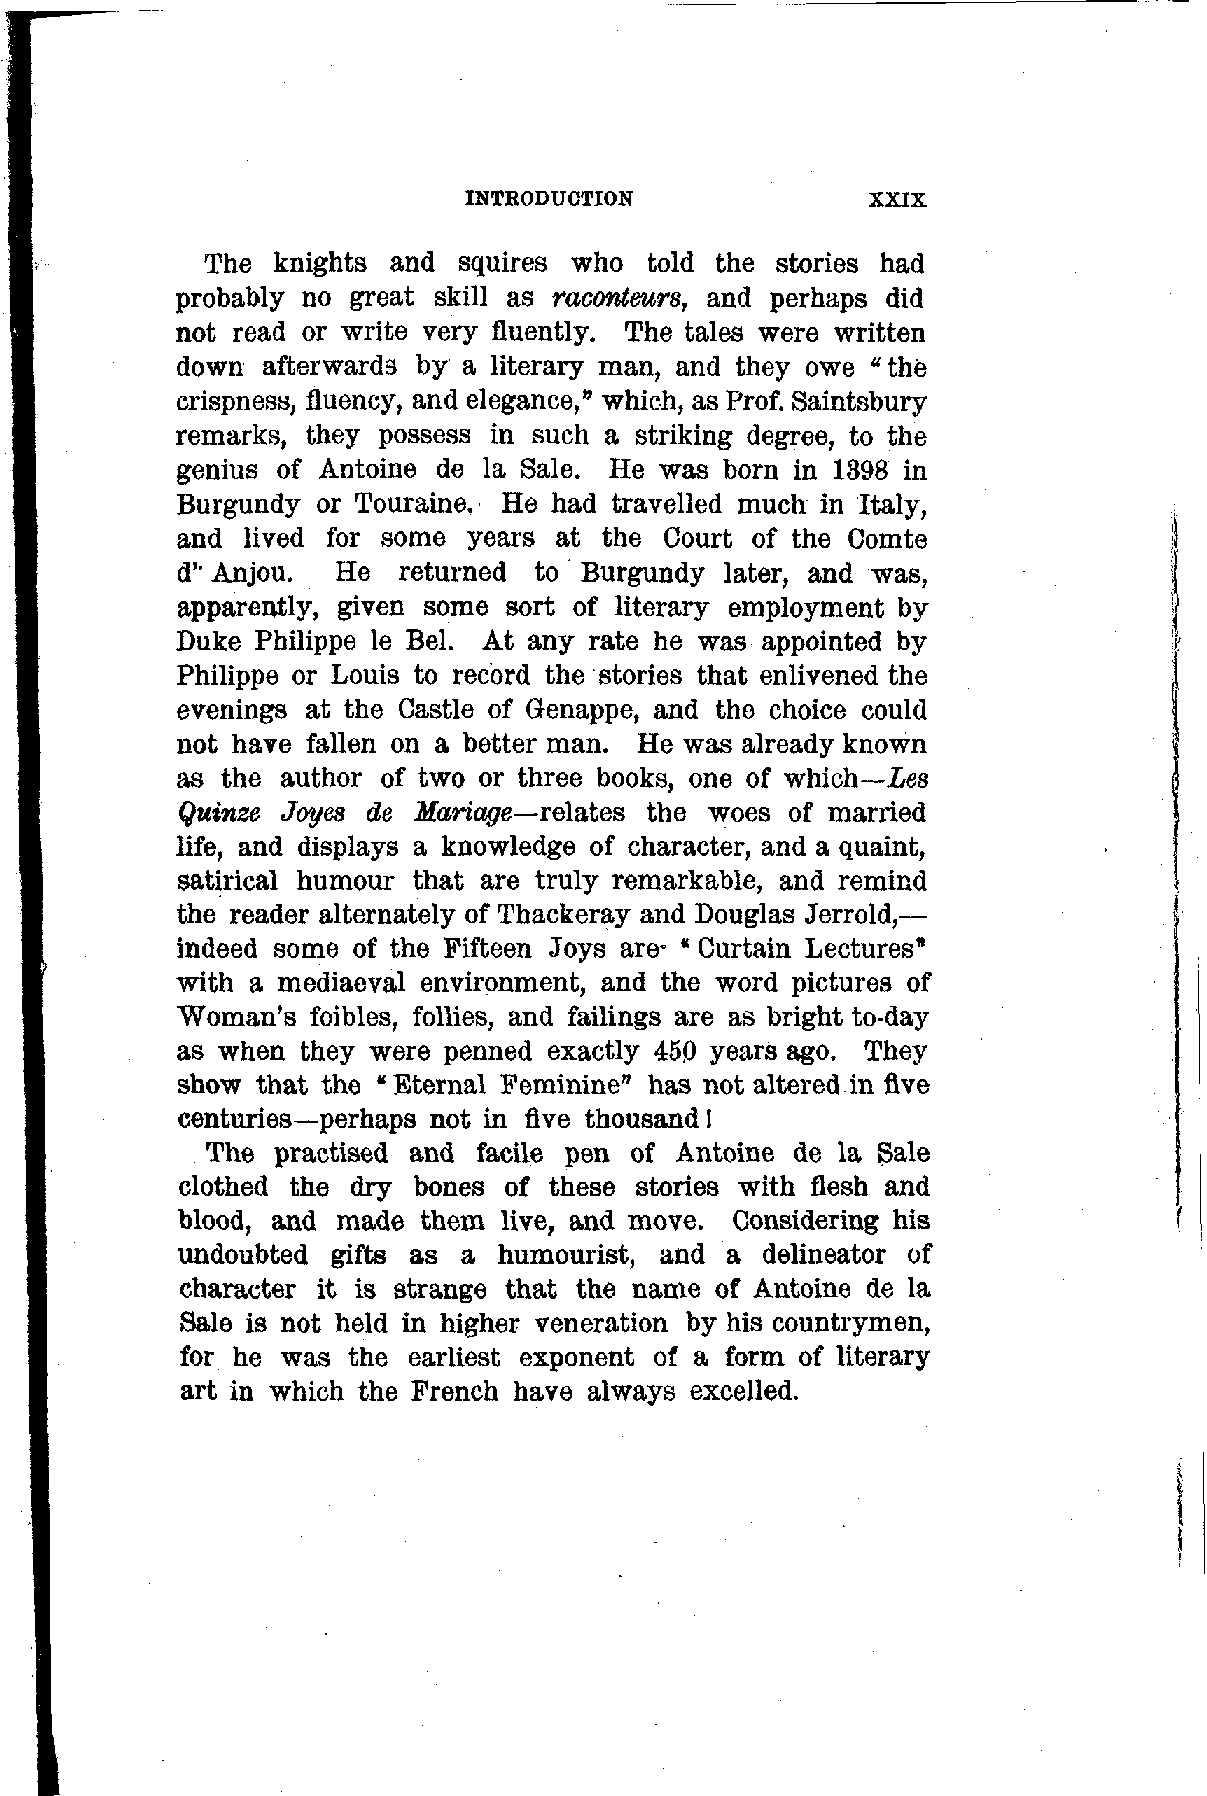 INTRODUCTION XXIX
The knights and squires who told the stories had
probably no great skill as raconteurs, and perhaps did
not read or write very fluently. The tales were written
down afterwards by a literary man, and they owe "the
crispness, fluency, and elegance," which, as Prof. Saintsbury
remarks, they possess in such a striking degree, to the
genius of Antoine de la Sale. He was born in 1398 in
Burgundy or Touraine. He had travelled much in Italy,
and lived for some years at the Court of the Comte
d' Anjou. He returned to Burgundy later, and was,
apparently, given some sort of literary employment by
Duke Philippe le Bel. At any rate he was appointed by
Philippe or Louis to record the stories that enlivened the
evenings at the Castle of Genappe, and the choice could
not have fallen on a better man. He was already known
as the author of two or three books, one of which—Les
Quinze Joyes de Mariage—relates the woes of married
life, and displays a knowledge of character, and a quaint,
satirical humour that are truly remarkable, and remind
the reader alternately of Thackeray and Douglas Jerrold,—
indeed some of the Fifteen Joys are "Curtain Lectures"
with a mediaeval environment, and the word pictures of
Woman's foibles, follies, and failings are as bright to-day
as when they were penned exactly 450 years ago. They
show that the "Eternal Feminine" has not altered in five
centuries—perhaps not in five thousand!
The practised and facile pen of Antoine de la Sale
clothed the dry bones of these stories with flesh and
blood, and made them live, and move. Considering his
undoubted gifts as a humourist, and a delineator of
character it is strange that the name of Antoine de la
Sale is not held in higher veneration by his countrymen,
for he was the earliest exponent of a form of literary
art in which the French have always excelled.